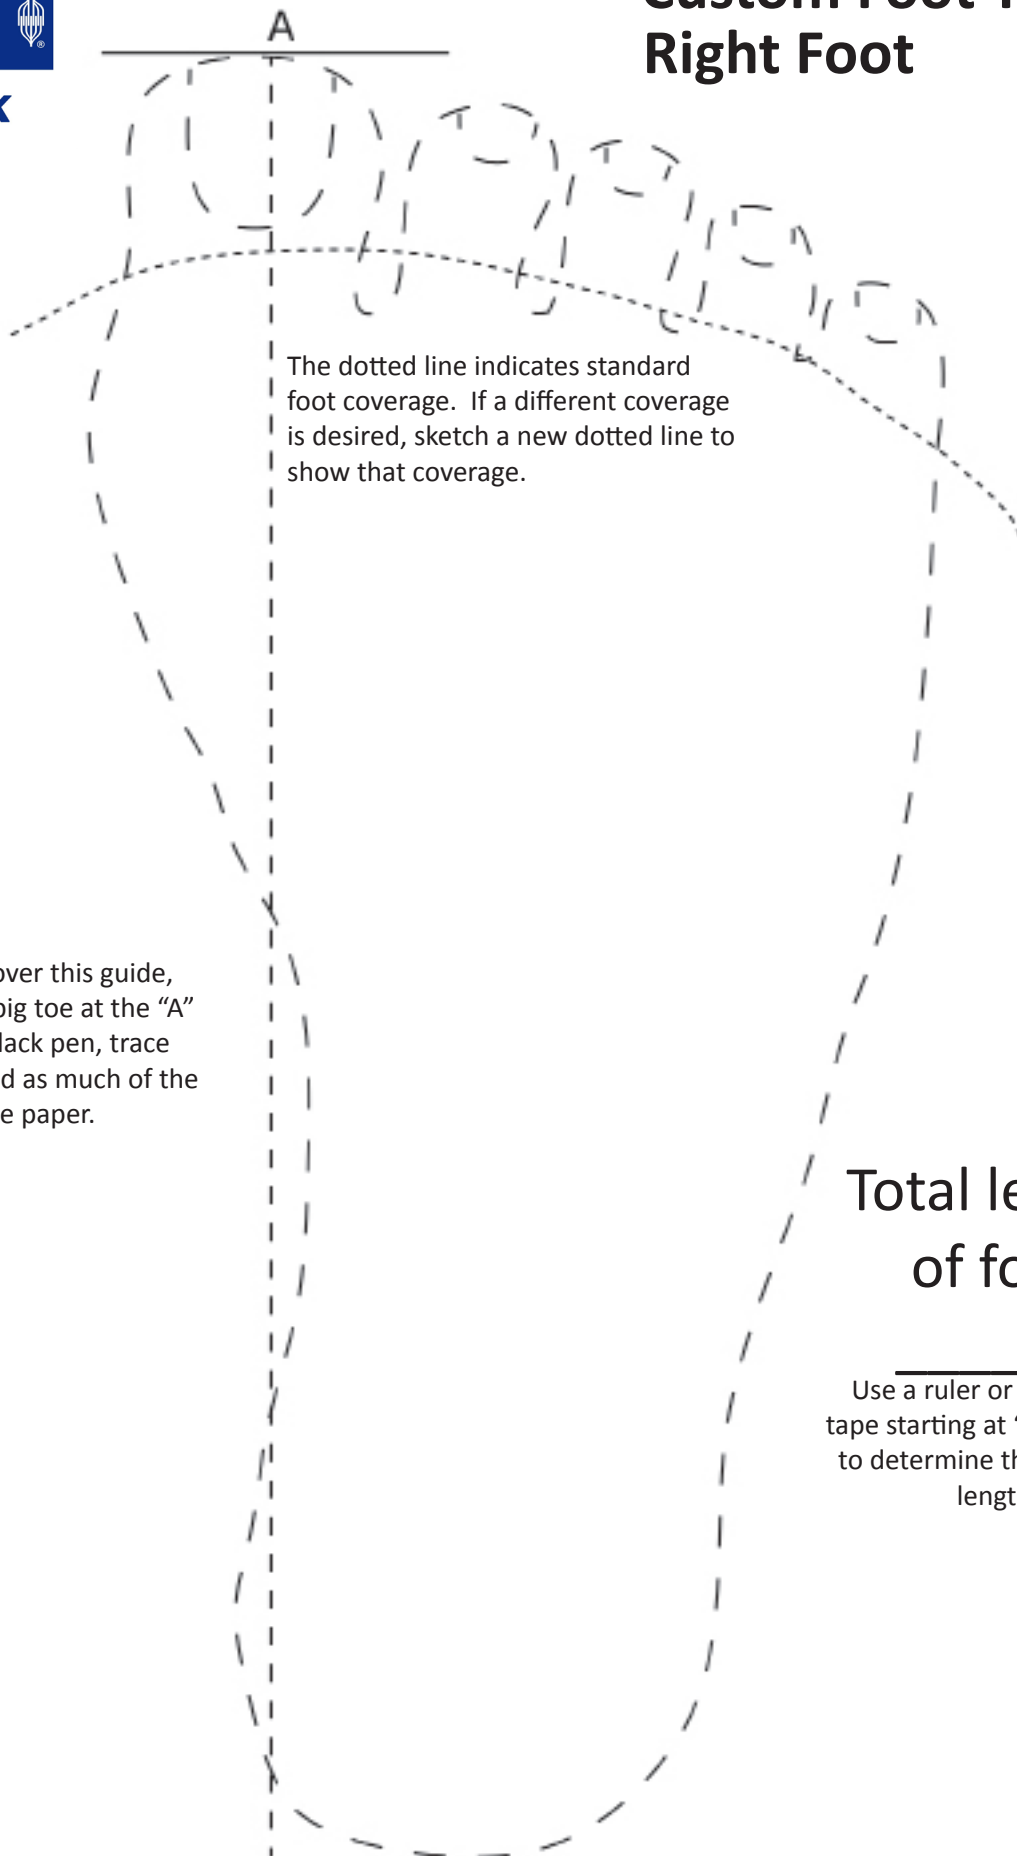 A
Custom Foot
Right Foot
®
The dotted line indicates standard
foot coverage. If a different coverage
is desired, sketch a new dotted line to
show that coverage.
over this guide,
big toe at the “A”
lack pen, trace
d as much of the
e paper.
Total le
of fo
Use a ruler or
tape starting at “
to determine th
lengt